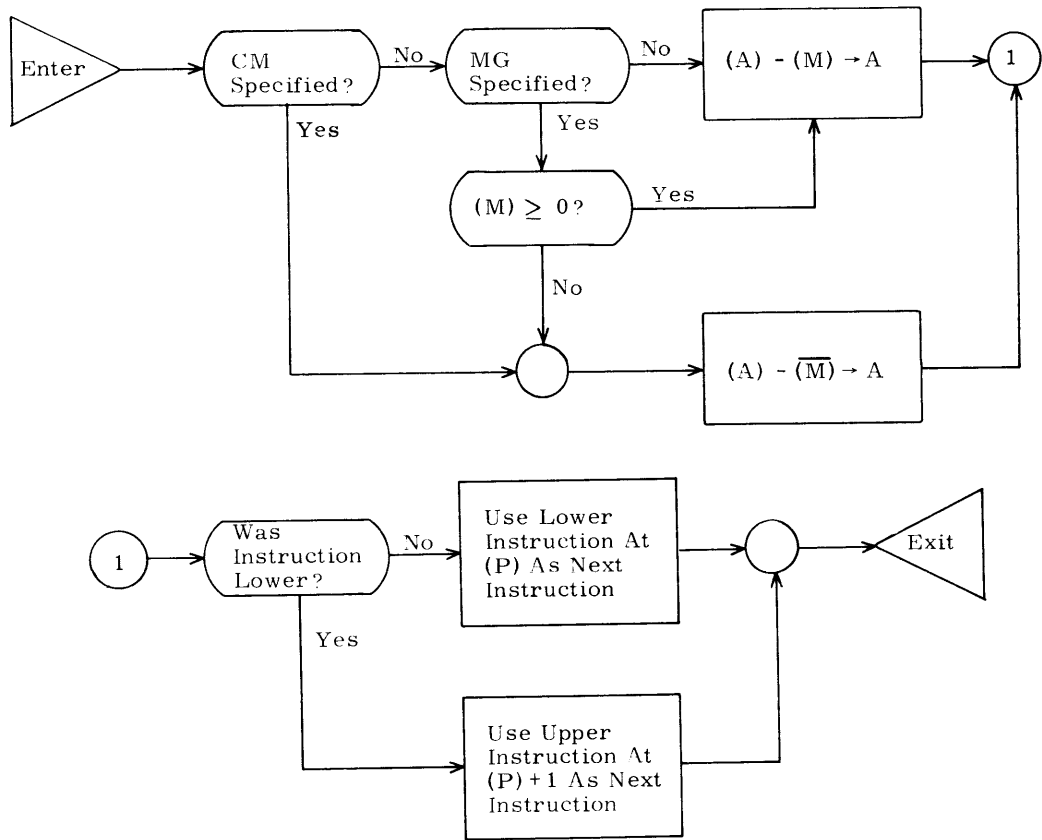 Enter
CM
Specified?
No
MG
Specified?
No
(A) - (M) → A
1
Yes
Yes
(M) ≥ 0?
Yes
No
(A) - (M̅) → A
1
Was
Instruction
Lower?
No
Use Lower
Instruction At
(P) As Next
Instruction
Exit
Yes
Use Upper
Instruction At
(P)+1 As Next
Instruction